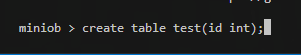 miniob > create table test(id int);